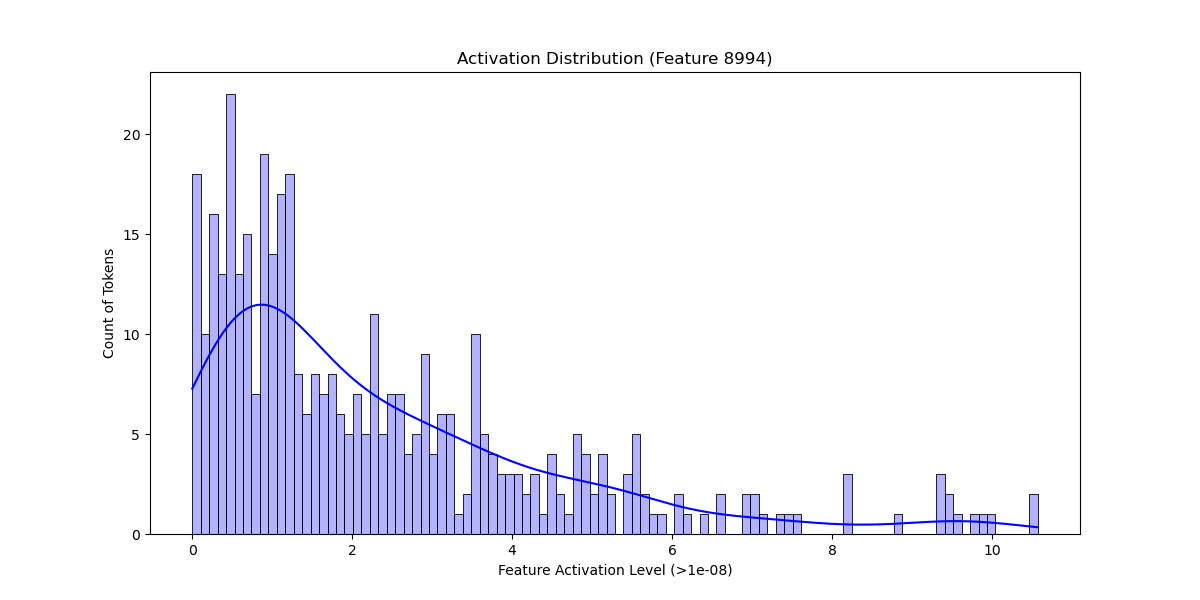 Activation Distribution (Feature 8994)
Count of Tokens
20
15
10
5
0
0 2 4 6 8 10
Feature Activation Level (>1e-08)